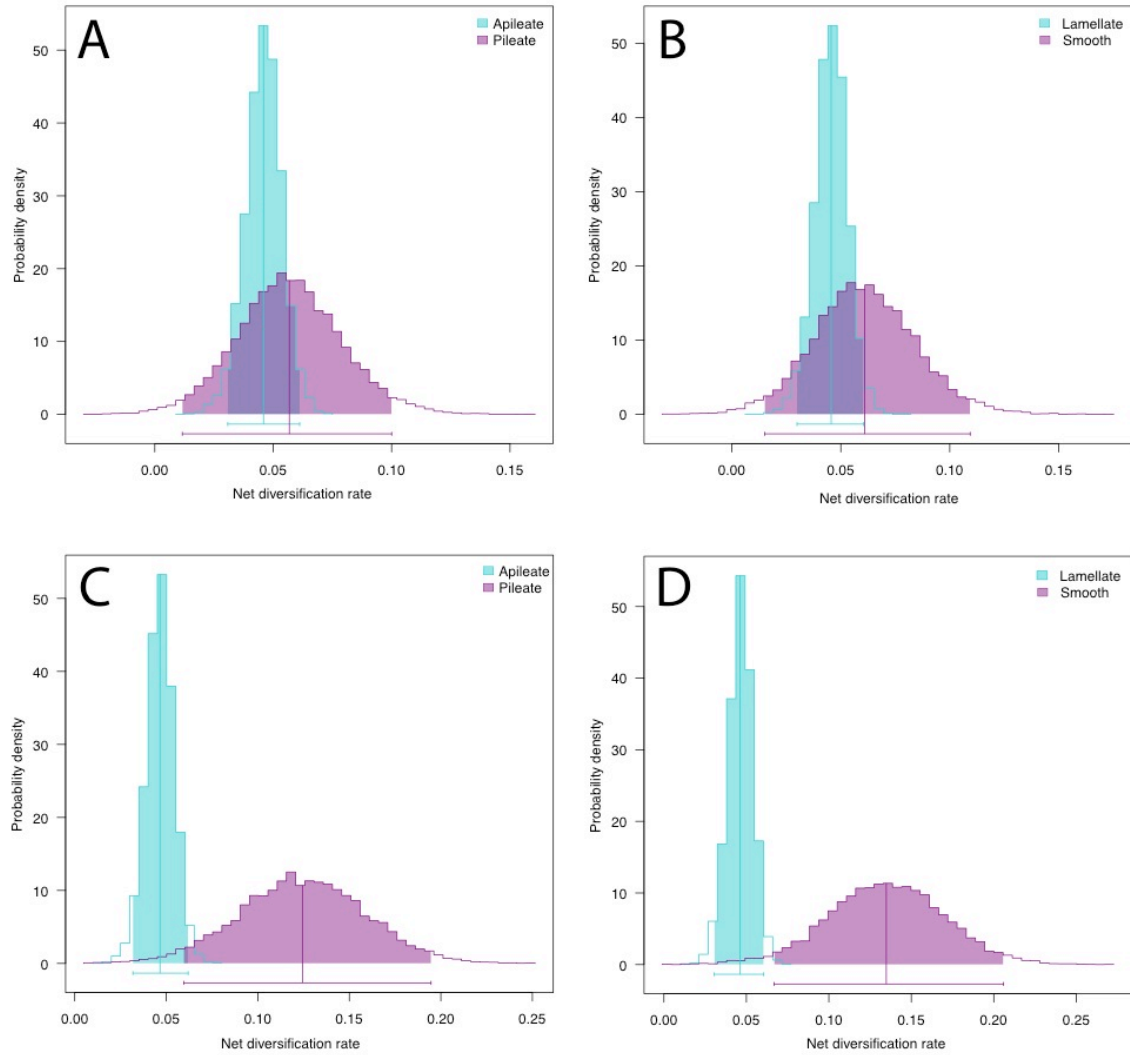 A
Apileate
Pileate
Probability density
50
40
30
20
10
0
0.00 0.05 0.10 0.15
Net diversification rate
B
Lamellate
Smooth
Probability density
50
40
30
20
10
0
0.00 0.05 0.10 0.15
Net diversification rate
C
Apileate
Pileate
Probability density
50
40
30
20
10
0
0.00 0.05 0.10 0.15 0.20 0.25
Net diversification rate
D
Lamellate
Smooth
Probability density
50
40
30
20
10
0
0.00 0.05 0.10 0.15 0.20 0.25
Net diversification rate